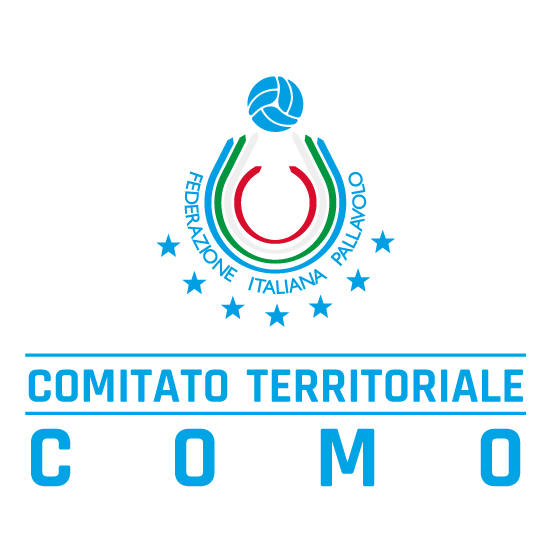 FEDERAZIONE ITALIANA PALLAVOLO
COMITATO TERRITORIALE
COMO